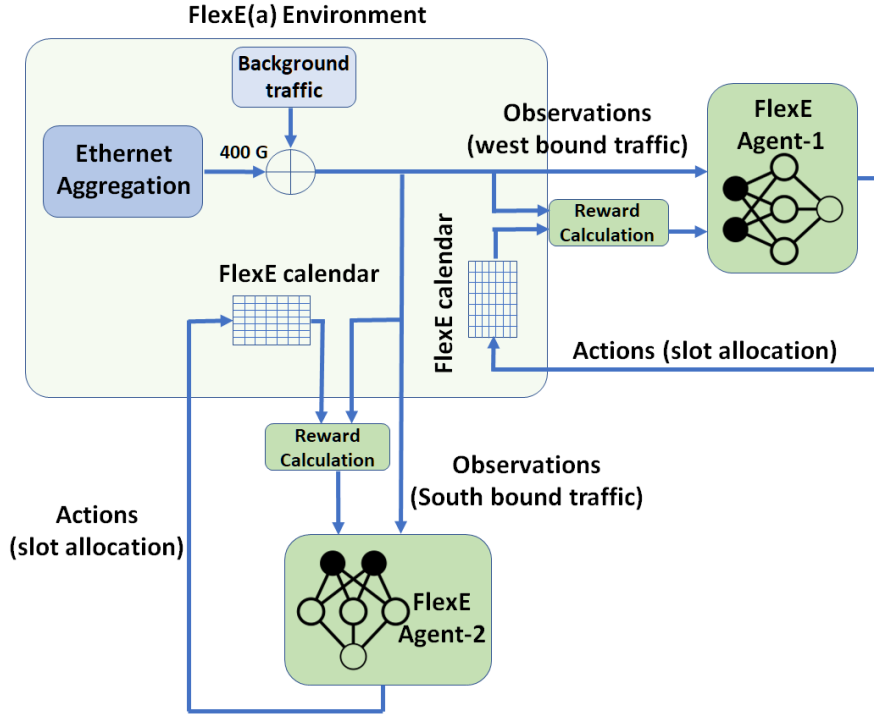 FlexE(a) Environment
Background
traffic
Ethernet
Aggregation
400 G
Observations
(west bound traffic)
FlexE
Agent-1
Reward
Calculation
FlexE calendar
FlexE calendar
Actions (slot allocation)
Reward
Calculation
Observations
(South bound traffic)
Actions
(slot allocation)
FlexE
Agent-2